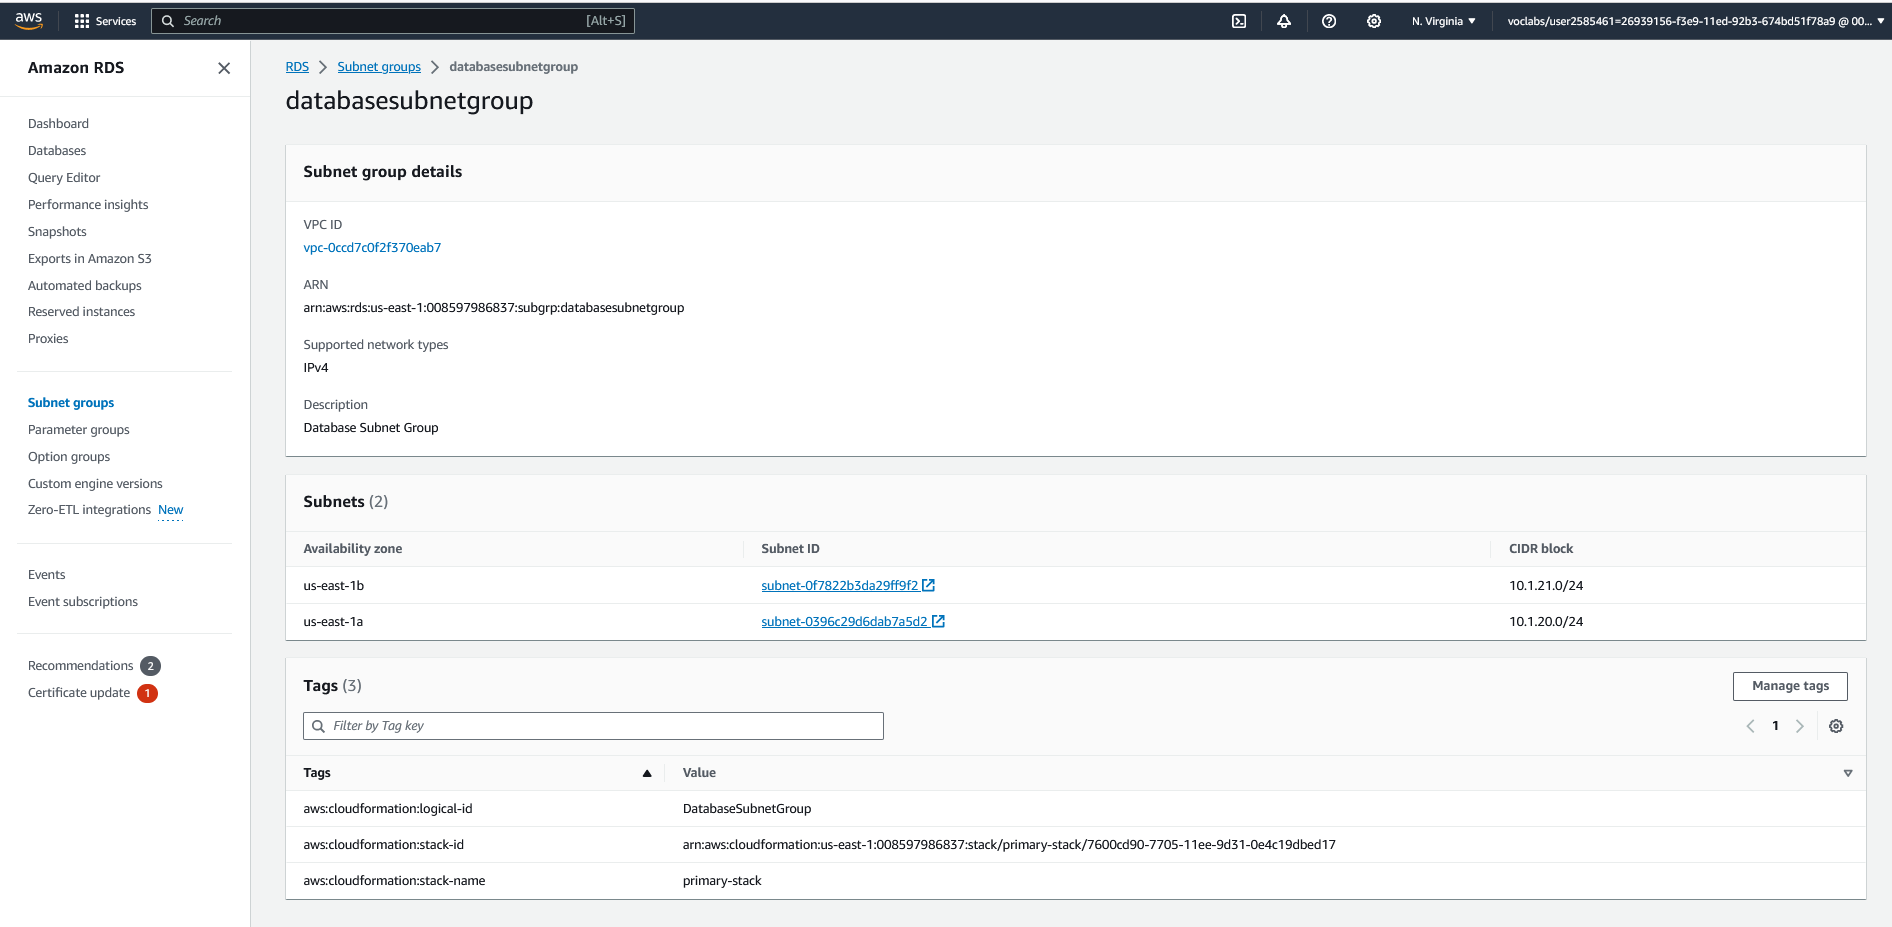 aws
Services
Search
[Alt+S]
N. Virginia
voclabs/user2585461=26939156-f3e9-11ed-92b3-674bd51f78a9 @ 00...
Amazon RDS
Dashboard
Databases
Query Editor
Performance insights
Snapshots
Exports in Amazon S3
Automated backups
Reserved instances
Proxies
Subnet groups
Parameter groups
Option groups
Custom engine versions
Zero-ETL integrations New
Events
Event subscriptions
Recommendations 2
Certificate update 1
RDS > Subnet groups > databasesubnetgroup
databasesubnetgroup
Subnet group details
VPC ID
vpc-0ccd7c0f2f370eab7
ARN
arn:aws:rds:us-east-1:008597986837:subgrp:databasesubnetgroup
Supported network types
IPv4
Description
Database Subnet Group
Subnets (2)
Availability zone Subnet ID CIDR block
us-east-1b subnet-0f7822b3da29ff9f2 10.1.21.0/24
us-east-1a subnet-0396c29d6dab7a5d2 10.1.20.0/24
Tags (3)
Manage tags
Filter by Tag key
1
Tags Value
aws:cloudformation:logical-id DatabaseSubnetGroup
aws:cloudformation:stack-id arn:aws:cloudformation:us-east-1:008597986837:stack/primary-stack/7600cd90-7705-11ee-9d31-0e4c19dbed17
aws:cloudformation:stack-name primary-stack